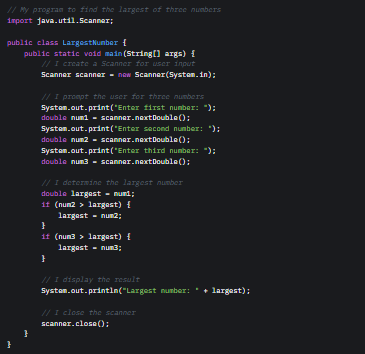 // My program to find the largest of three numbers
import java.util.Scanner;
public class LargestNumber {
public static void main(String[] args) {
// I create a Scanner for user input
Scanner scanner = new Scanner(System.in);
// I prompt the user for three numbers
System.out.print("Enter first number: ");
double num1 = scanner.nextDouble();
System.out.print("Enter second number: ");
double num2 = scanner.nextDouble();
System.out.print("Enter third number: ");
double num3 = scanner.nextDouble();
// I determine the largest number
double largest = num1;
if (num2 > largest) {
largest = num2;
}
if (num3 > largest) {
largest = num3;
}
// I display the result
System.out.println("Largest number: " + largest);
// I close the scanner
scanner.close();
}
}